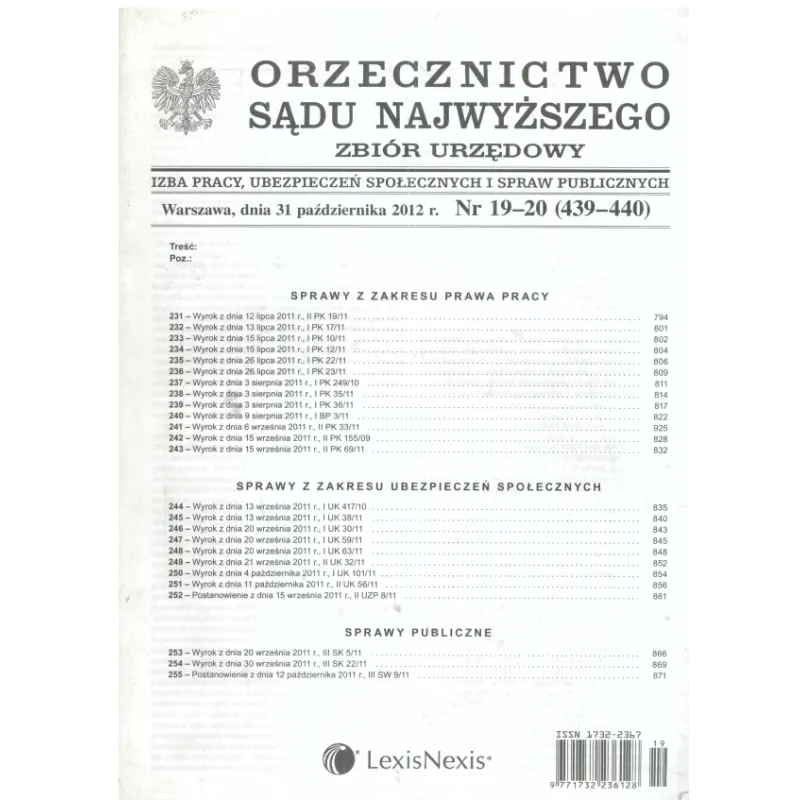 ORZECZNICTWO
SĄDU NAJWYŻSZEGO
ZBIÓR URZĘDOWY
IZBA PRACY, UBEZPIECZEŃ SPOŁECZNYCH I SPRAW PUBLICZNYCH
Warszawa, dnia 31 października 2012 r. Nr 19–20 (439–440)
Treść:
Poz.:
SPRAWY Z ZAKRESU PRAWA PRACY
231 – Wyrok z dnia 12 lipca 2011 r., II PK 19/11 794
232 – Wyrok z dnia 13 lipca 2011 r., I PK 17/11 801
233 – Wyrok z dnia 15 lipca 2011 r., I PK 10/11 802
234 – Wyrok z dnia 15 lipca 2011 r., I PK 12/11 804
235 – Wyrok z dnia 26 lipca 2011 r., I PK 22/11 806
236 – Wyrok z dnia 26 lipca 2011 r., I PK 23/11 809
237 – Wyrok z dnia 3 sierpnia 2011 r., I PK 249/10 811
238 – Wyrok z dnia 3 sierpnia 2011 r., I PK 35/11 814
239 – Wyrok z dnia 3 sierpnia 2011 r., I PK 36/11 817
240 – Wyrok z dnia 9 sierpnia 2011 r., I BP 3/11 822
241 – Wyrok z dnia 6 września 2011 r., II PK 33/11 925
242 – Wyrok z dnia 15 września 2011 r., II PK 155/09 828
243 – Wyrok z dnia 15 września 2011 r., II PK 69/11 832
SPRAWY Z ZAKRESU UBEZPIECZEŃ SPOŁECZNYCH
244 – Wyrok z dnia 13 września 2011 r., I UK 417/10 835
245 – Wyrok z dnia 13 września 2011 r., I UK 38/11 840
246 – Wyrok z dnia 20 września 2011 r., I UK 30/11 843
247 – Wyrok z dnia 20 września 2011 r., I UK 59/11 845
248 – Wyrok z dnia 20 września 2011 r., I UK 63/11 848
249 – Wyrok z dnia 21 września 2011 r., II UK 32/11 852
250 – Wyrok z dnia 4 października 2011 r., I UK 101/11 854
251 – Wyrok z dnia 11 października 2011 r., II UK 56/11 856
252 – Postanowienie z dnia 15 września 2011 r., II UZP 8/11 861
SPRAWY PUBLICZNE
253 – Wyrok z dnia 20 września 2011 r., III SK 5/11 866
254 – Wyrok z dnia 30 września 2011 r., III SK 22/11 869
255 – Postanowienie z dnia 12 października 2011 r., III SW 9/11 871
LexisNexis®
ISSN 1732-2367
19
9 771732 236128